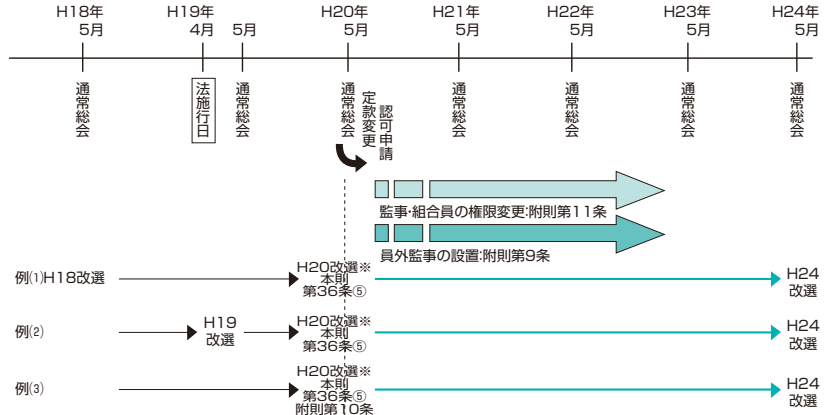 H18年
5月
H19年
4月 5月
H20年
5月
H21年
5月
H22年
5月
H23年
5月
H24年
5月
通常総会
法施行日
通常総会
通常総会
定款変更
認可申請
通常総会
通常総会
通常総会
通常総会
監事・組合員の権限変更:附則第11条
員外監事の設置:附則第9条
例⑴H18改選
H20改選※
本則
第36条⑤
H24
改選
例⑵
H19
改選
H20改選※
本則
第36条⑤
H24
改選
例⑶
H20改選※
本則
第36条⑤
附則第10条
H24
改選